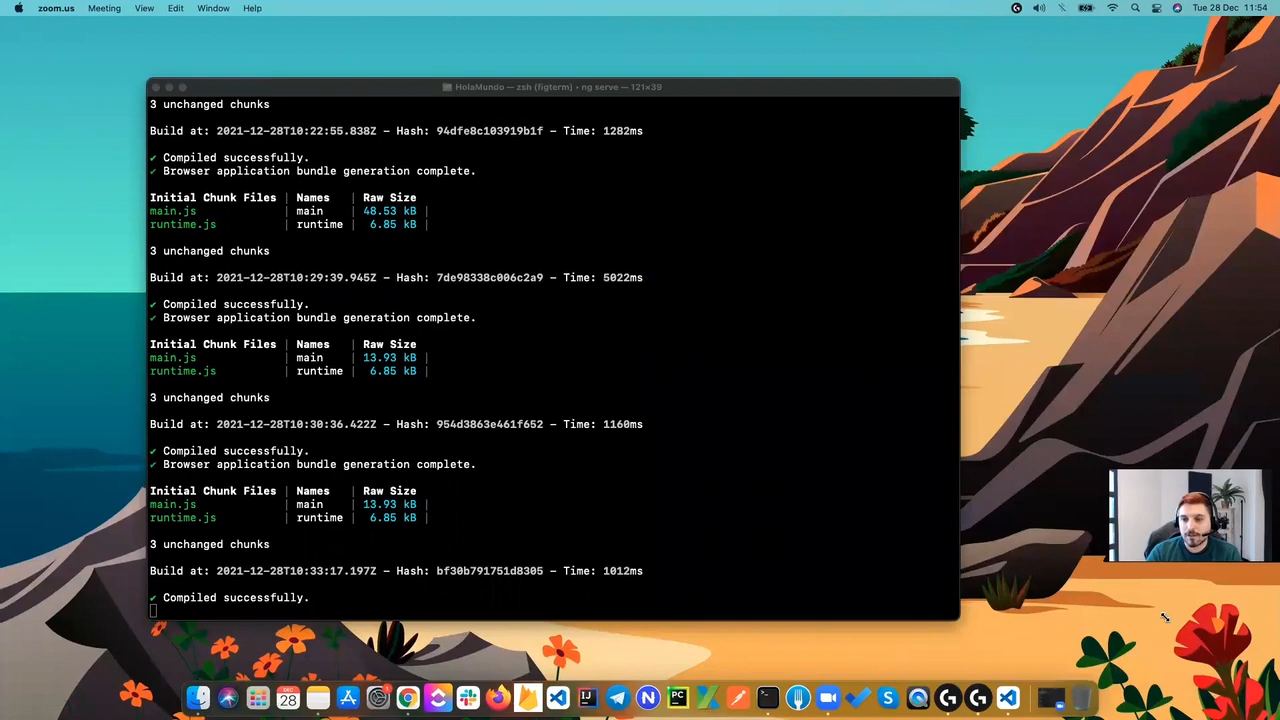 zoom.us Meeting View Edit Window Help Tue 28 Dec 11:54
HolaMundo — zsh (figterm) • ng serve — 121×39
3 unchanged chunks
Build at: 2021-12-28T10:22:55.838Z - Hash: 94dfe8c103919b1f - Time: 1282ms
✔ Compiled successfully.
✔ Browser application bundle generation complete.
Initial Chunk Files | Names | Raw Size
main.js | main | 48.53 kB |
runtime.js | runtime | 6.85 kB |
3 unchanged chunks
Build at: 2021-12-28T10:29:39.945Z - Hash: 7de98338c006c2a9 - Time: 5022ms
✔ Compiled successfully.
✔ Browser application bundle generation complete.
Initial Chunk Files | Names | Raw Size
main.js | main | 13.93 kB |
runtime.js | runtime | 6.85 kB |
3 unchanged chunks
Build at: 2021-12-28T10:30:36.422Z - Hash: 954d3863e461f652 - Time: 1160ms
✔ Compiled successfully.
✔ Browser application bundle generation complete.
Initial Chunk Files | Names | Raw Size
main.js | main | 13.93 kB |
runtime.js | runtime | 6.85 kB |
3 unchanged chunks
Build at: 2021-12-28T10:33:17.197Z - Hash: bf30b791751d8305 - Time: 1012ms
✔ Compiled successfully.
DEC
28